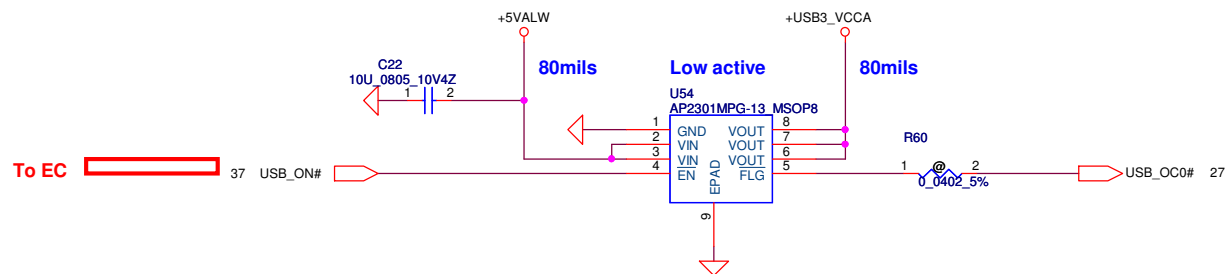 +5VALW
+USB3_VCCA
C22
10U_0805_10V4Z
1
2
80mils
Low active
80mils
U54
AP2301MPG-13_MSOP8
1
GND
VOUT
8
2
VIN
VOUT
7
3
VIN
VOUT
6
4
EN
FLG
5
EPAD
9
R60
1
@
2
0_0402_5%
To EC
37
USB_ON#
USB_OC0#
27